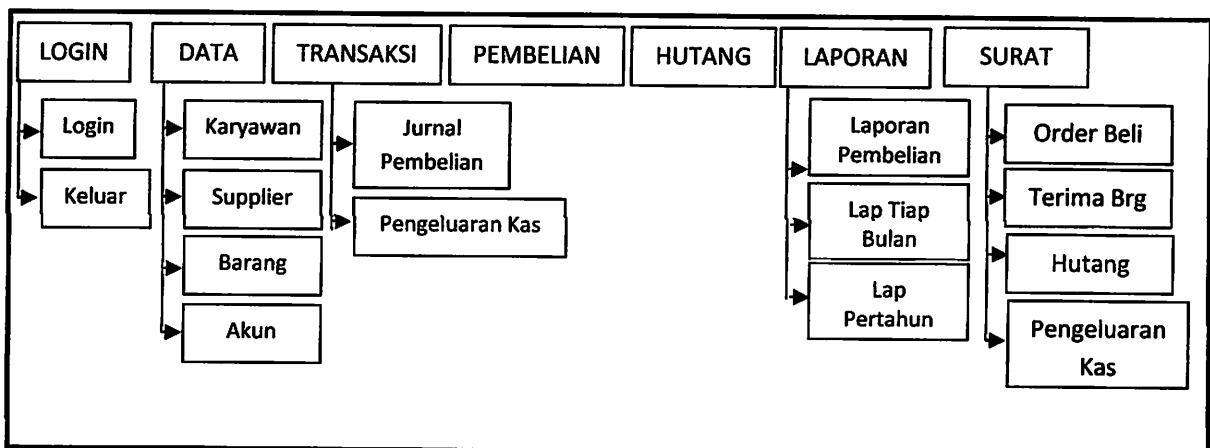 LOGIN
DATA
TRANSAKSI
PEMBELIAN
HUTANG
LAPORAN
SURAT
Login
Keluar
Karyawan
Supplier
Barang
Akun
Jurnal
Pembelian
Pengeluaran Kas
Laporan
Pembelian
Lap Tiap
Bulan
Lap
Pertahun
Order Beli
Terima Brg
Hutang
Pengeluaran
Kas